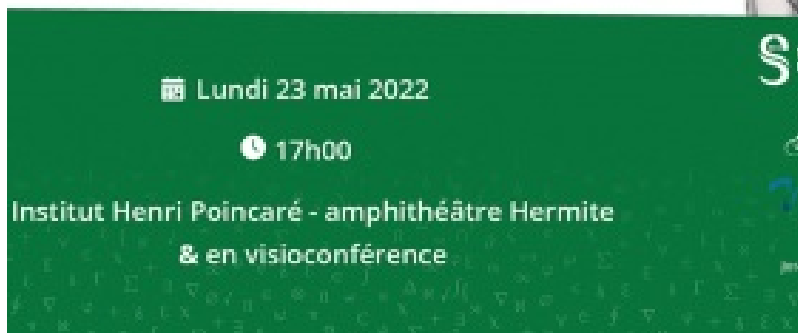 Lundi 23 mai 2022
17h00
Institut Henri Poincaré - amphithéâtre Hermite
& en visioconférence